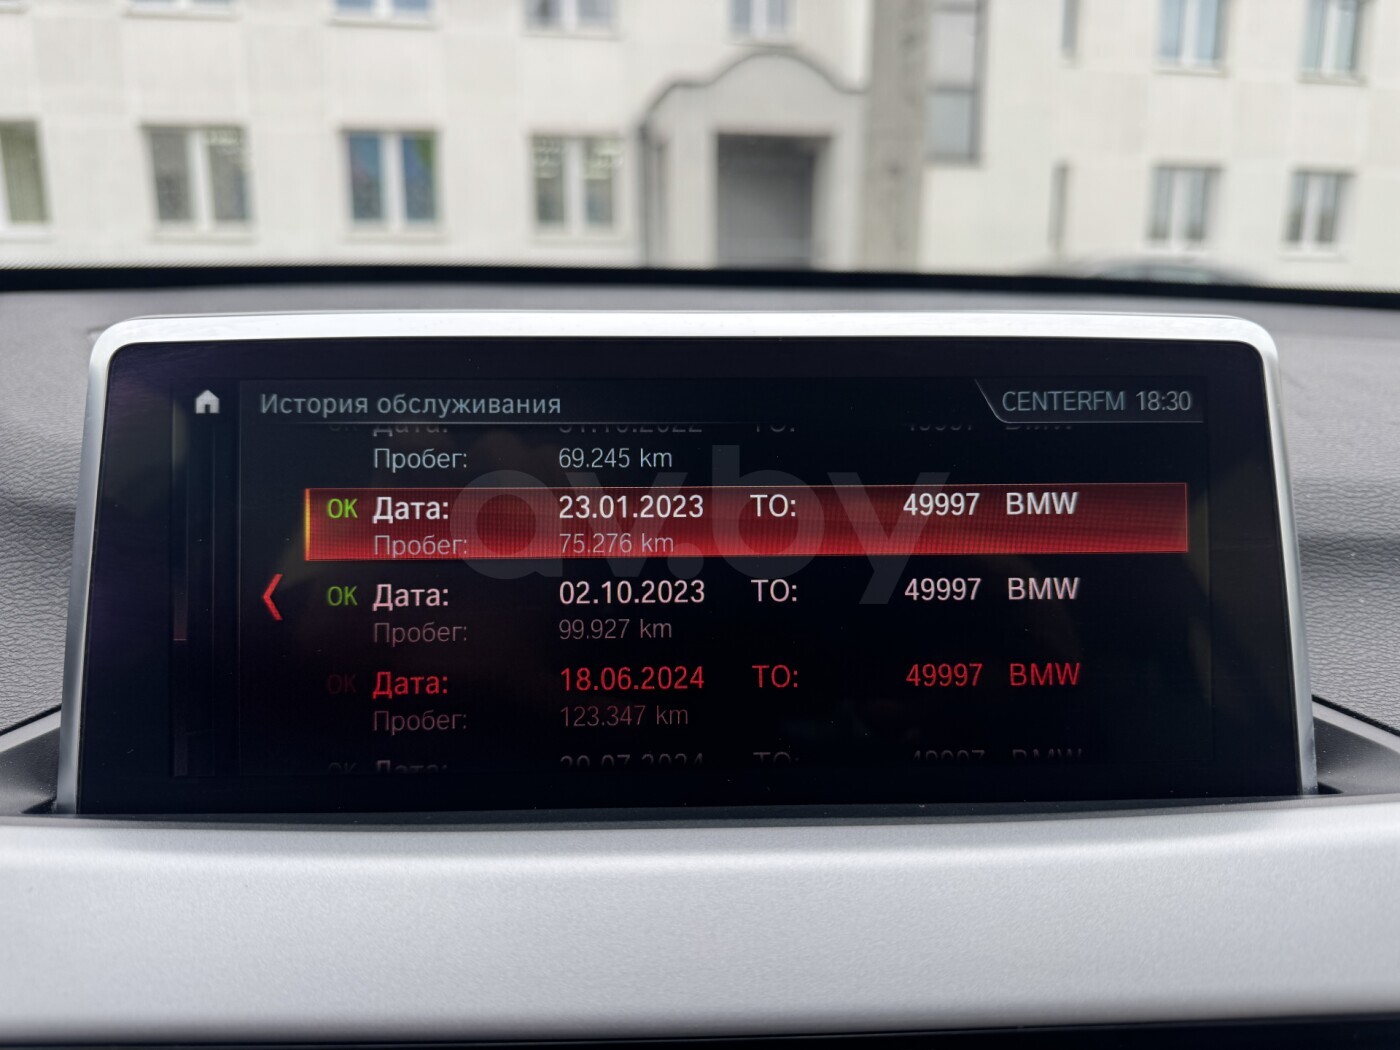 История обслуживания CENTERFM 18:30
Пробег: 69.245 km
OK Дата: 23.01.2023 ТО: 49997 BMW
Пробег: 75.276 km
OK Дата: 02.10.2023 ТО: 49997 BMW
Пробег: 99.927 km
OK Дата: 18.06.2024 ТО: 49997 BMW
Пробег: 123.347 km
av.by